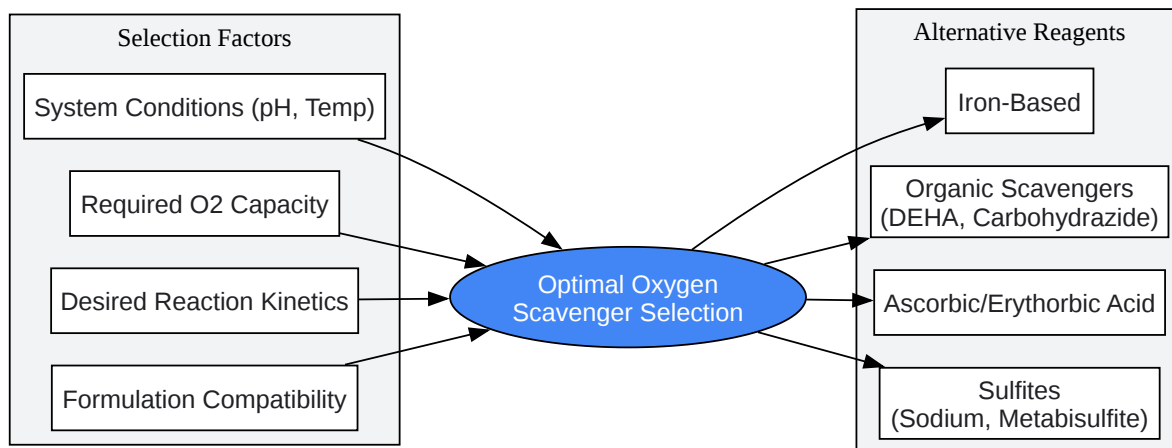 Selection Factors
System Conditions (pH, Temp)
Required O2 Capacity
Desired Reaction Kinetics
Formulation Compatibility
Optimal Oxygen
Scavenger Selection
Alternative Reagents
Iron-Based
Organic Scavengers
(DEHA, Carbohydrazide)
Ascorbic/Erythorbic Acid
Sulfites
(Sodium, Metabisulfite)